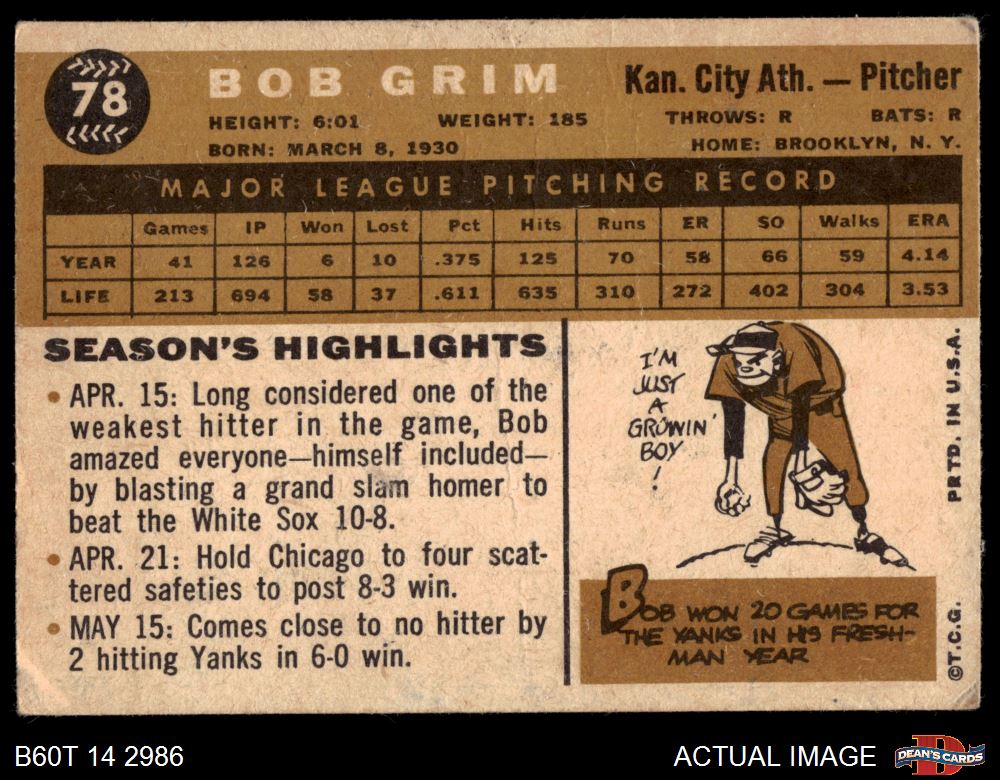 78
BOB GRIM
Kan. City Ath. — Pitcher
HEIGHT: 6:01 WEIGHT: 185 THROWS: R BATS: R
BORN: MARCH 8, 1930 HOME: BROOKLYN, N. Y.
MAJOR LEAGUE PITCHING RECORD
Games IP Won Lost Pct Hits Runs ER SO Walks ERA
YEAR 41 126 6 10 .375 125 70 58 66 59 4.14
LIFE 213 694 58 37 .611 635 310 272 402 304 3.53
SEASON'S HIGHLIGHTS
• APR. 15: Long considered one of the
weakest hitter in the game, Bob
amazed everyone—himself included—
by blasting a grand slam homer to
beat the White Sox 10-8.
• APR. 21: Hold Chicago to four scat-
tered safeties to post 8-3 win.
• MAY 15: Comes close to no hitter by
2 hitting Yanks in 6-0 win.
I'M
JUST
A
GROWIN'
BOY
!
BOB WON 20 GAMES FOR
THE YANKS IN HIS FRESH-
MAN YEAR
©T.C.G. PRTD. IN U.S.A.
B60T 14 2986
ACTUAL IMAGE
DEAN'S CARDS